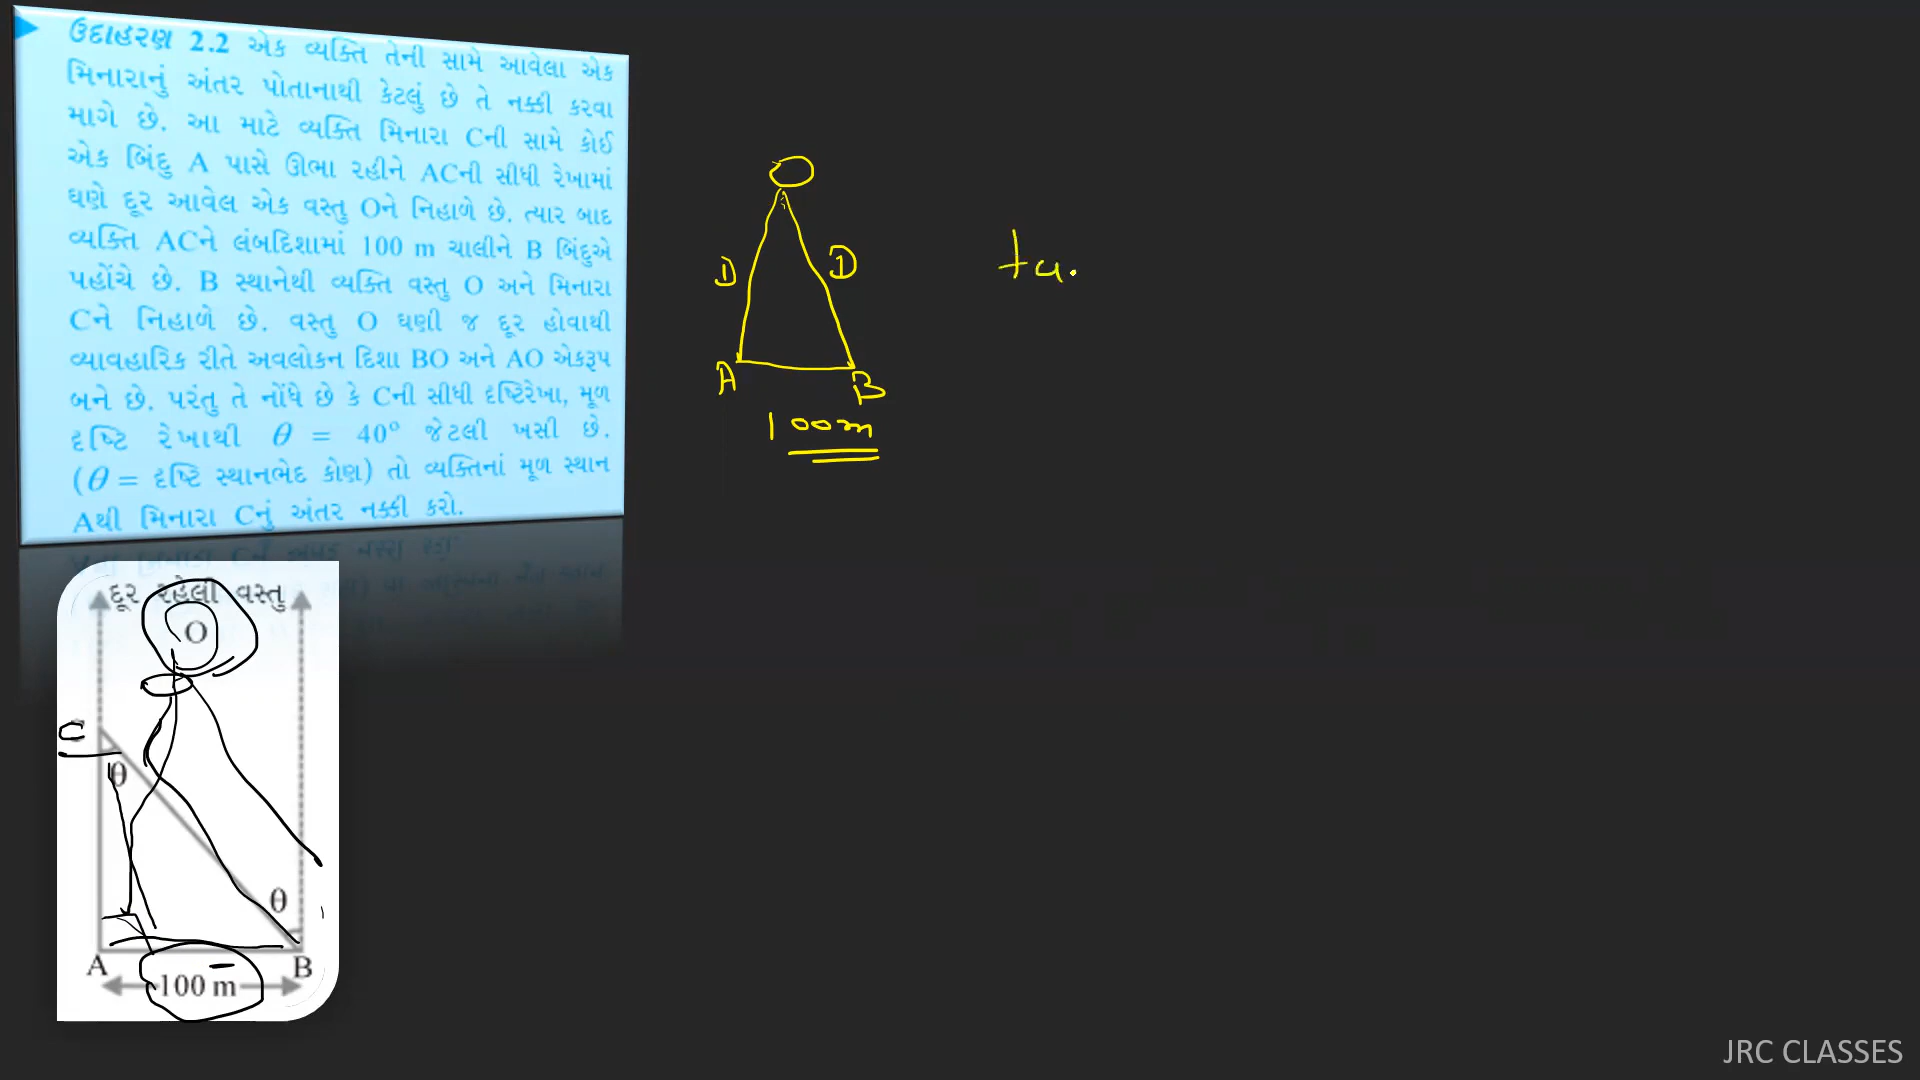 ઉદાહરણ 2.2 એક વ્યક્તિ તેની સામે આવેલા એક
મિનારાનું અંતર પોતાનાથી કેટલું છે તે નક્કી કરવા
માગે છે. આ માટે વ્યક્તિ મિનારા Cની સામે કોઈ
એક બિંદુ A પાસે ઊભા રહીને ACની સીધી રેખામાં
ઘણે દૂર આવેલ એક વસ્તુ Oને નિહાળે છે. ત્યાર બાદ
વ્યક્તિ ACને લંબદિશામાં 100 m ચાલીને B બિંદુએ
પહોંચે છે. B સ્થાનેથી વ્યક્તિ વસ્તુ O અને મિનારા
Cને નિહાળે છે. વસ્તુ O ઘણી જ દૂર હોવાથી
વ્યાવહારિક રીતે અવલોકન દિશા BO અને AO એકરૂપ
બને છે. પરંતુ તે નોંધે છે કે Cની સીધી દૃષ્ટિરેખા, મૂળ
દૃષ્ટિ રેખાથી θ = 40° જેટલી ખસી છે.
(θ = દૃષ્ટિ સ્થાનભેદ કોણ) તો વ્યક્તિનાં મૂળ સ્થાન
Aથી મિનારા Cનું અંતર નક્કી કરો.
D D
A B
100m
ta.
દૂર રહેલી વસ્તુ
O
C
θ
θ
A B
100 m
JRC CLASSES